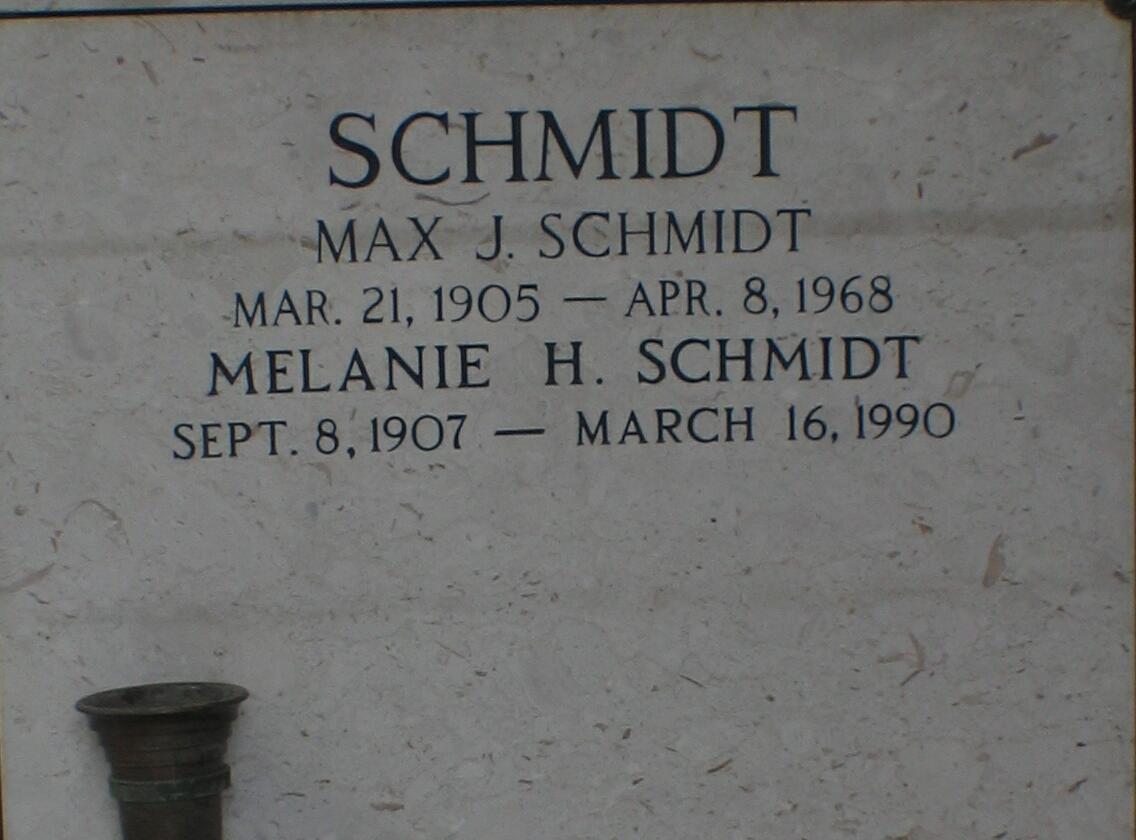 SCHMIDT
MAX J. SCHMIDT
MAR. 21, 1905 — APR. 8, 1968
MELANIE H. SCHMIDT
SEPT. 8, 1907 — MARCH 16, 1990